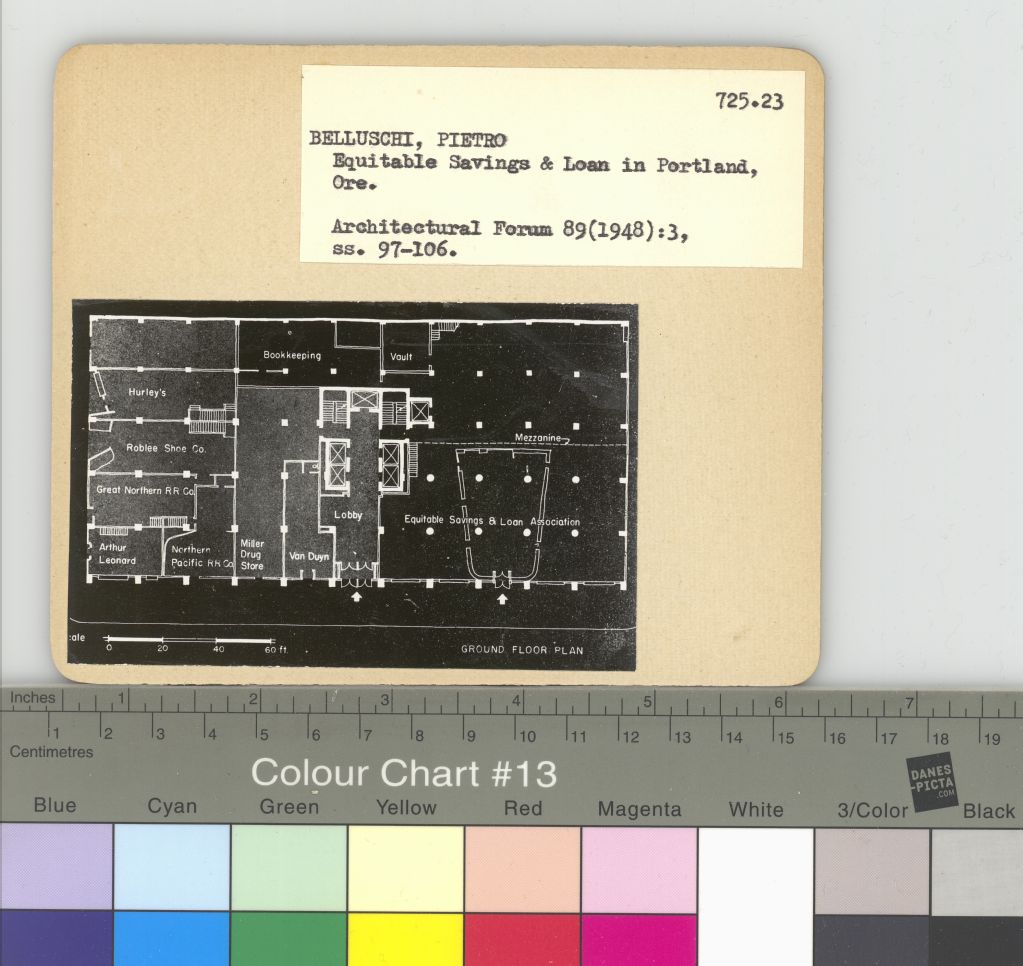 725.23
BELLUSCHI, PIETRO
Equitable Savings & Loan in Portland,
Ore.
Architectural Forum 89(1948):3,
ss. 97-106.
Bookkeeping
Vault
Hurley's
Mezzanine
Roblee Shoe Co.
Great Northern RR Co.
Lobby
Equitable Savings & Loan Association
Arthur
Leonard
Northern
Pacific RR Co.
Miller
Drug
Store
Van Duyn
ale
0 20 40 60 ft.
GROUND FLOOR PLAN
Inches 1 2 3 4 5 6 7
1 2 3 4 5 6 7 8 9 10 11 12 13 14 15 16 17 18 19
Centimetres
Colour Chart #13
DANES
-PICTA
.COM
Blue Cyan Green Yellow Red Magenta White 3/Color Black